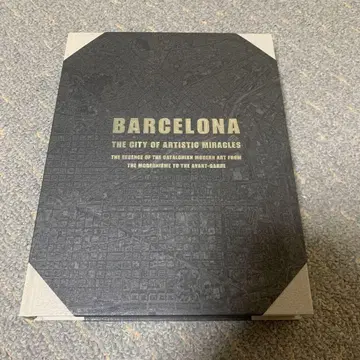 BARCELONA
THE CITY OF ARTISTIC MIRACLES
THE ESSENCE OF THE CATALONIAN MODERN ART FROM
THE MODERNISME TO THE AVANT-GARDE